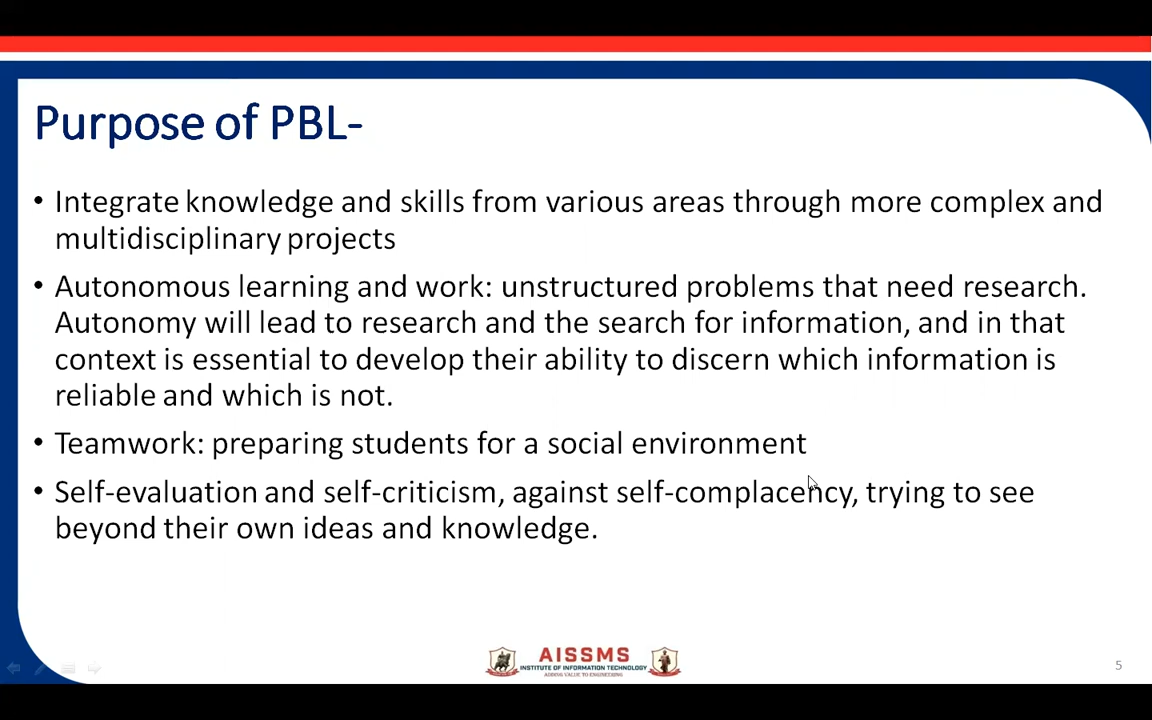 Purpose of PBL-
• Integrate knowledge and skills from various areas through more complex and
multidisciplinary projects
• Autonomous learning and work: unstructured problems that need research.
Autonomy will lead to research and the search for information, and in that
context is essential to develop their ability to discern which information is
reliable and which is not.
• Teamwork: preparing students for a social environment
• Self-evaluation and self-criticism, against self-complacency, trying to see
beyond their own ideas and knowledge.
AISSMS
INSTITUTE OF INFORMATION TECHNOLOGY
ADDING VALUE TO ENGINEERING
5